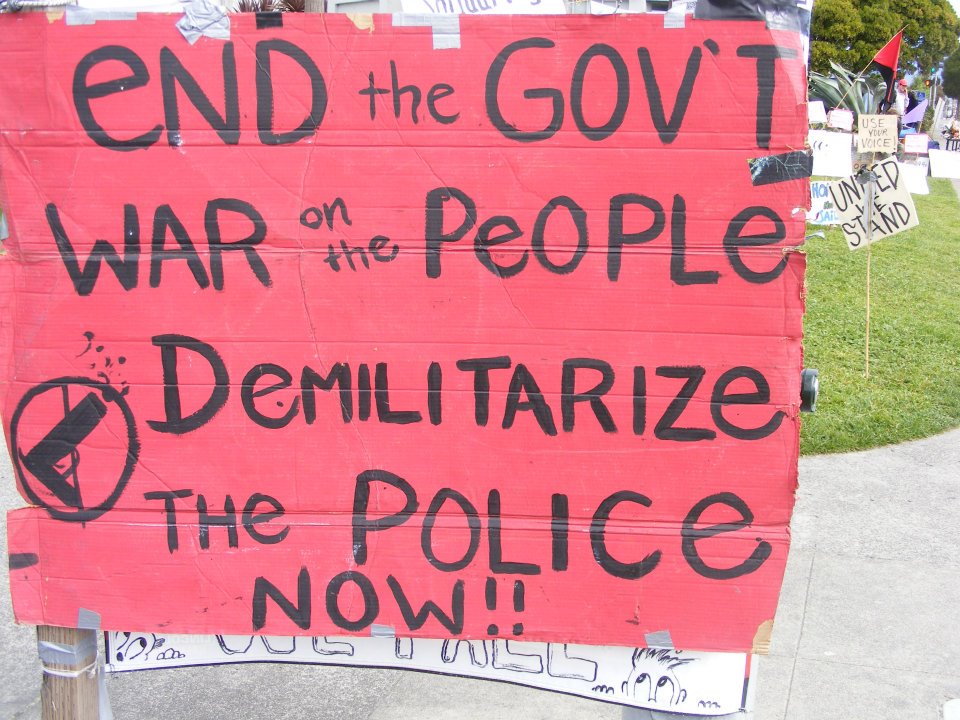 END the GOV'T
WAR on the PEOPLE
DEMILITARIZE
THE POLICE
NOW!!
USE
YOUR
VOICE!
UNITED
WE
STAND